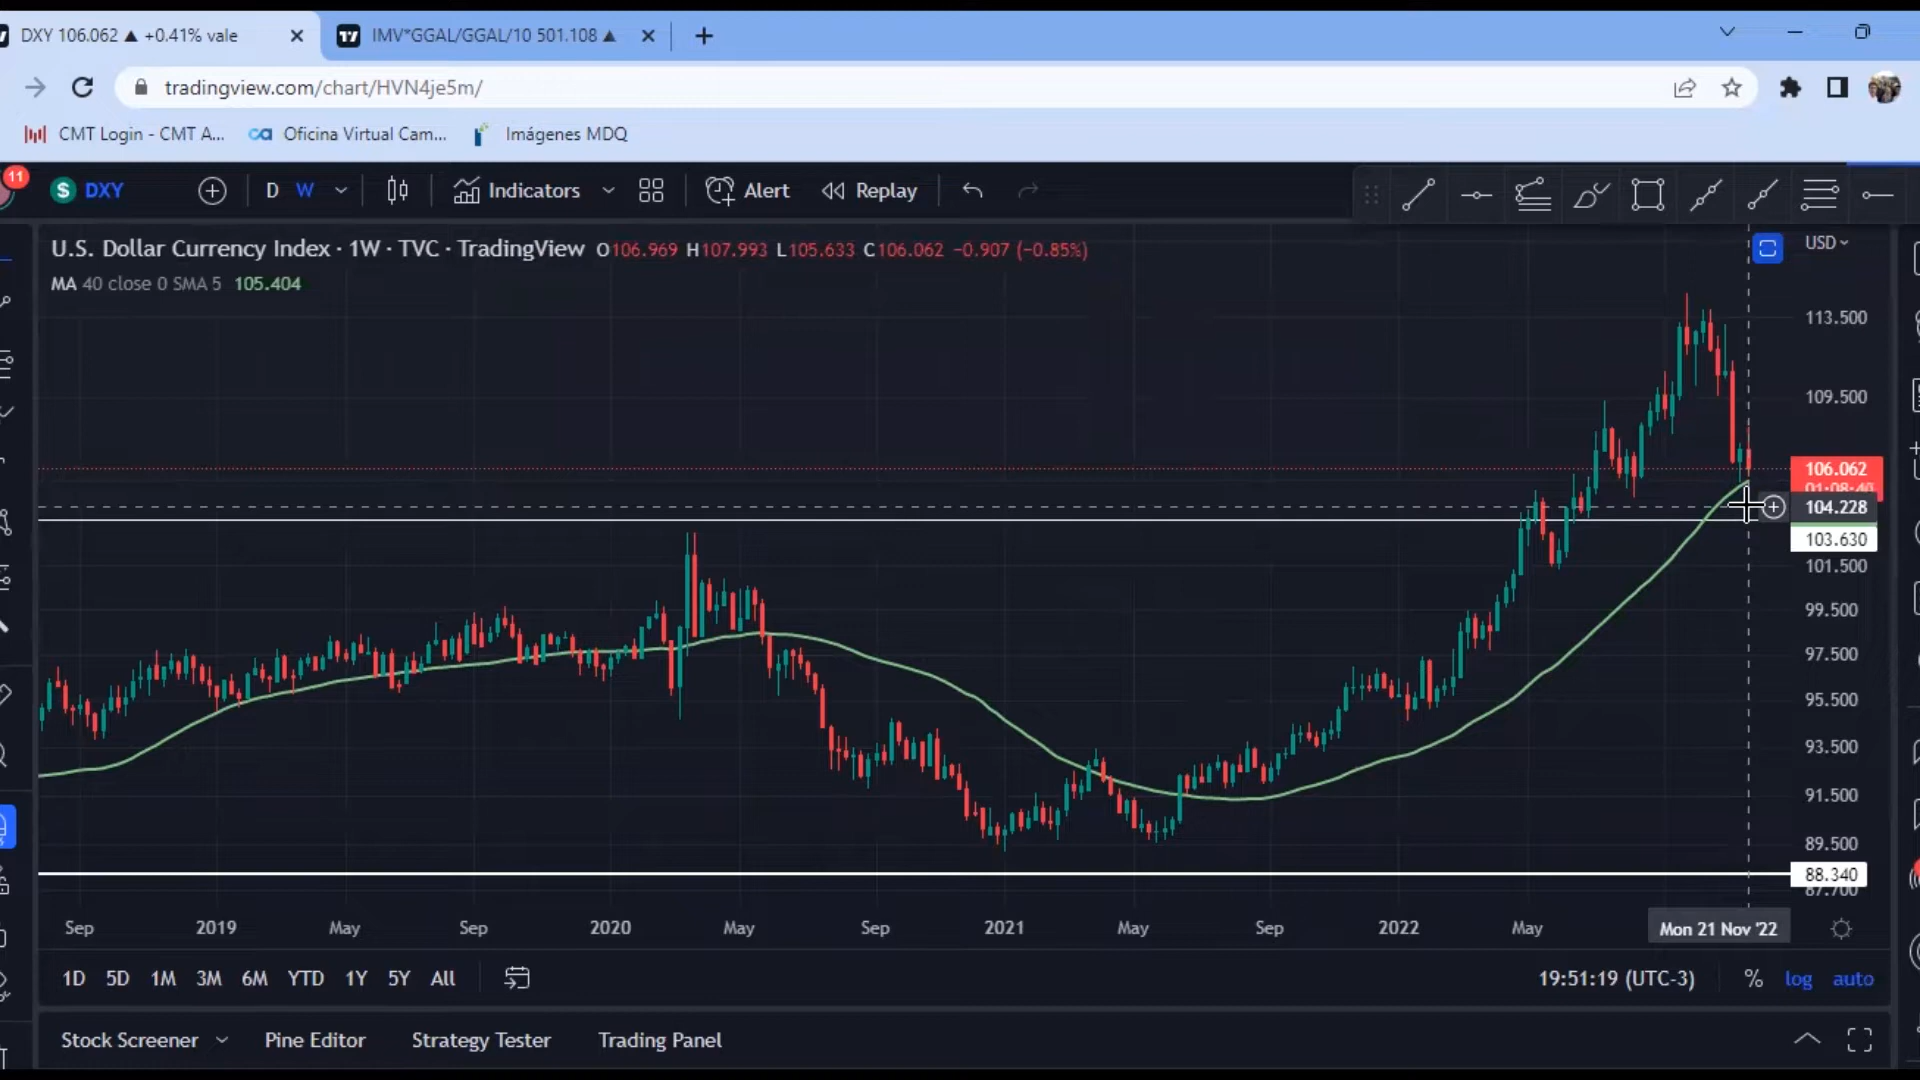 DXY 106.062 ▲ +0.41% vale
IMV*GGAL/GGAL/10 501.108 ▲
tradingview.com/chart/HVN4je5m/
CMT Login - CMT A...
Oficina Virtual Cam...
Imágenes MDQ
11
DXY
D W
Indicators
Alert
Replay
U.S. Dollar Currency Index · 1W · TVC · TradingView O106.969 H107.993 L105.633 C106.062 −0.907 (−0.85%)
MA 40 close 0 SMA 5 105.404
USD
113.500
109.500
106.062
01:08:40
104.228
103.630
101.500
99.500
97.500
95.500
93.500
91.500
89.500
88.340
87.700
Sep 2019 May Sep 2020 May Sep 2021 May Sep 2022 May Mon 21 Nov '22
1D 5D 1M 3M 6M YTD 1Y 5Y All
19:51:19 (UTC-3) % log auto
Stock Screener Pine Editor Strategy Tester Trading Panel